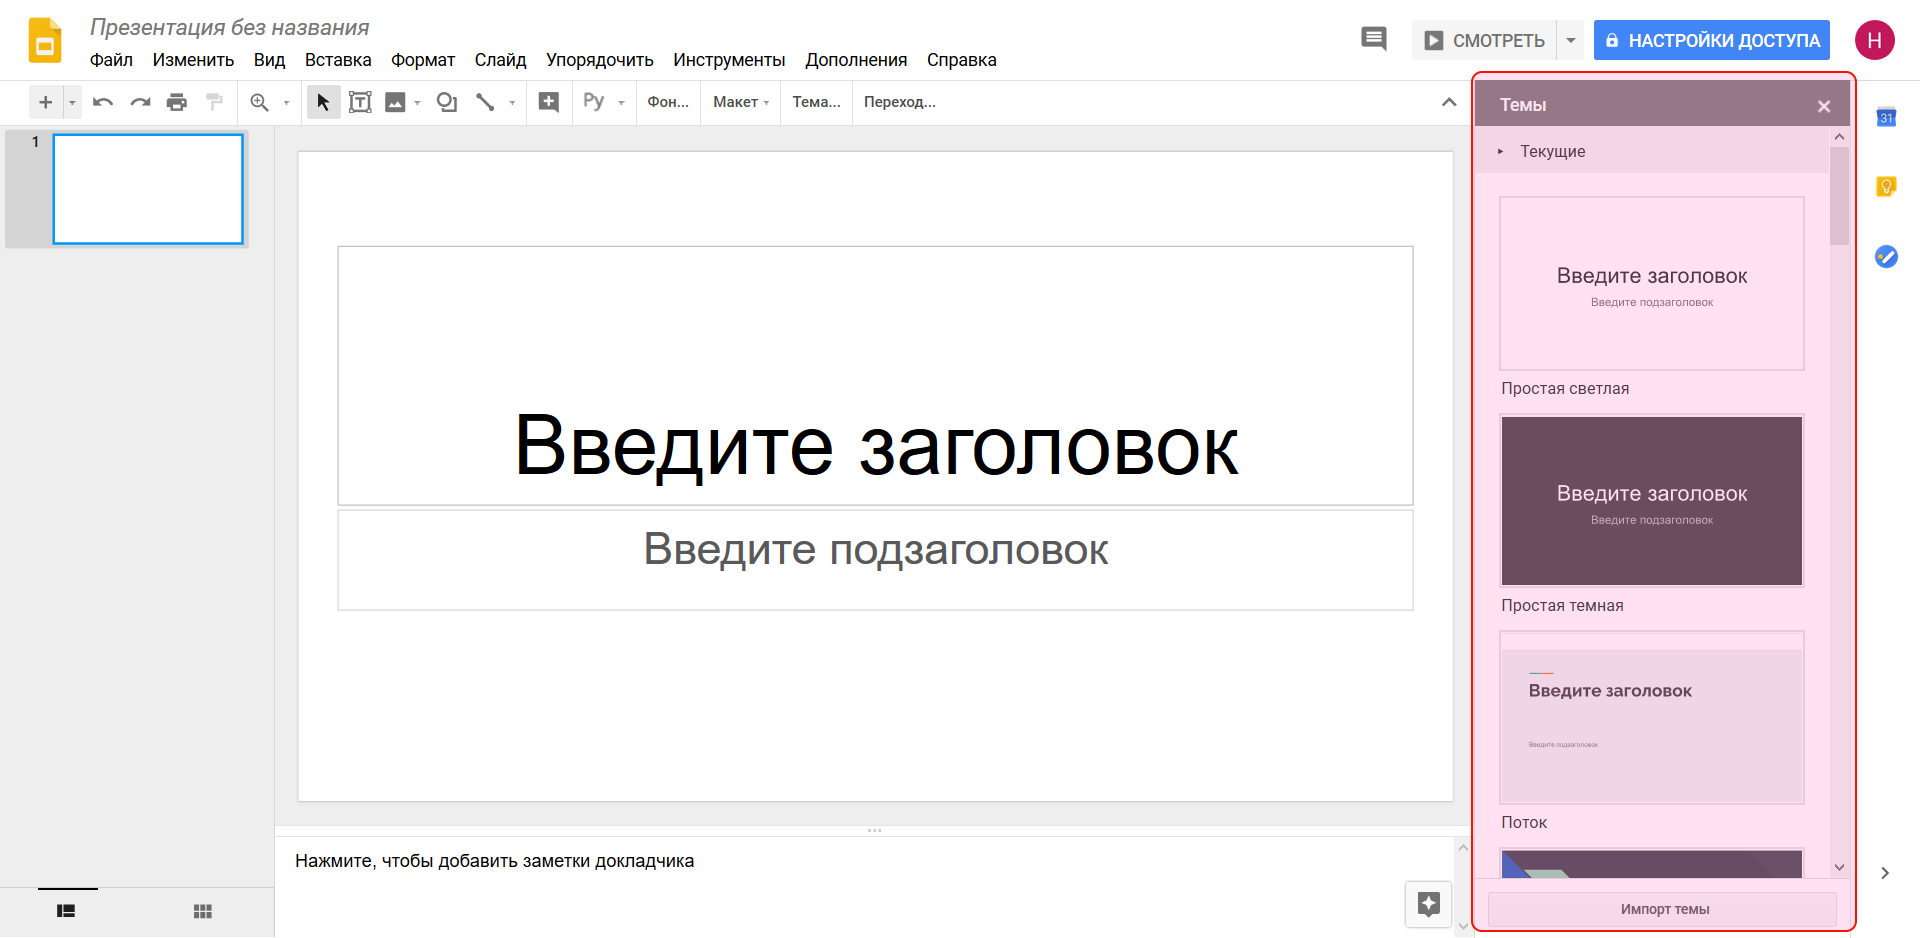 Презентация без названия
Файл Изменить Вид Вставка Формат Слайд Упорядочить Инструменты Дополнения Справка
СМОТРЕТЬ
НАСТРОЙКИ ДОСТУПА
Н
Ру
Фон...
Макет
Тема...
Переход...
1
Введите заголовок
Введите подзаголовок
Нажмите, чтобы добавить заметки докладчика
Темы
Текущие
Введите заголовок
Введите подзаголовок
Простая светлая
Введите заголовок
Введите подзаголовок
Простая темная
Введите заголовок
Введите подзаголовок
Поток
Импорт темы
31